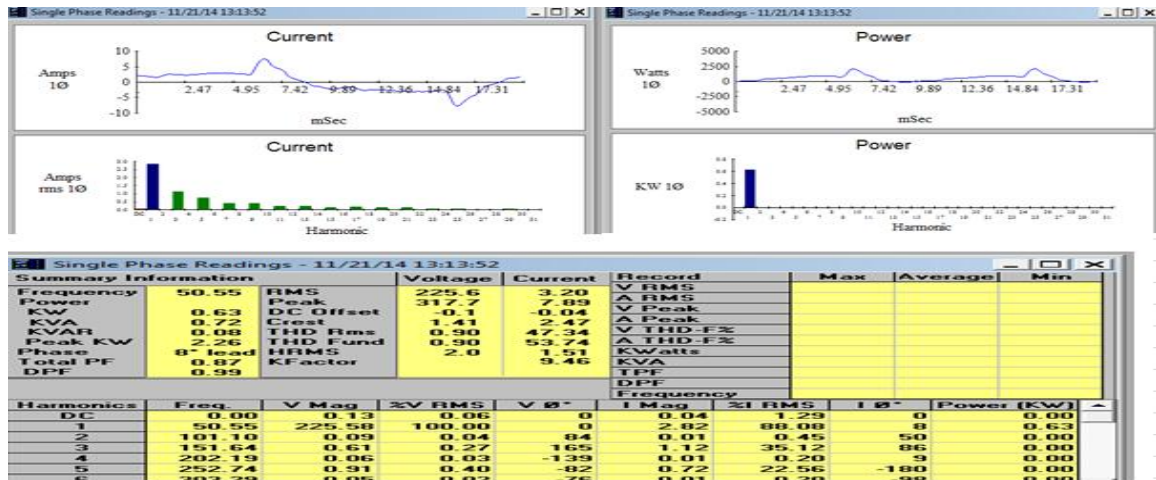 Single Phase Readings - 11/21/14 13:13:52
Current
10
5
0
-5
-10
Amps
1Ø
2.47 4.95 7.42 9.89 12.36 14.84 17.31
mSec
Current
Amps
rms 1Ø
Harmonic
Single Phase Readings - 11/21/14 13:13:52
Power
5000
2500
0
-2500
-5000
Watts
1Ø
2.47 4.95 7.42 9.89 12.36 14.84 17.31
mSec
Power
KW 1Ø
Harmonic
Single Phase Readings - 11/21/14 13:13:52
Summary Information Voltage Current Record Max Average Min
Frequency 50.55 RMS 225.6 3.20 V RMS
Power Peak 317.7 7.89 A RMS
KW 0.63 DC Offset -0.1 -0.04 V Peak
KVA 0.72 Crest 1.41 2.47 A Peak
KVAR 0.08 THD Rms 0.90 47.34 V THD-F%
Peak KW 2.26 THD Fund 0.90 53.74 A THD-F%
Phase 8° lead HRMS 2.0 1.51 KWatts
Total PF 0.87 KFactor 9.46 KVA
DPF 0.99 TPF
DPF
Frequency
Harmonics Freq. V Mag %V RMS V Ø° I Mag %I RMS I Ø° Power (KW)
DC 0.00 0.13 0.06 0 0.04 1.29 0 0.00
1 50.55 225.58 100.00 0 2.82 88.08 8 0.63
2 101.10 0.09 0.04 84 0.01 0.45 50 0.00
3 151.64 0.61 0.27 165 1.12 35.12 86 0.00
4 202.19 0.06 0.03 -139 0.01 0.20 9 0.00
5 252.74 0.91 0.40 -82 0.72 22.56 -180 0.00